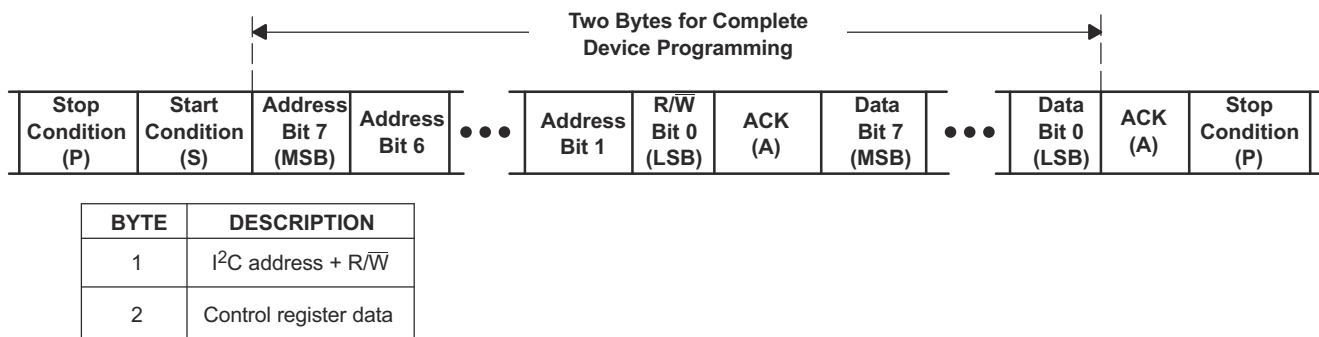 Two Bytes for Complete
Device Programming
Stop Condition (P)
Start Condition (S)
Address Bit 7 (MSB)
Address Bit 6
•••
Address Bit 1
R/W̅ Bit 0 (LSB)
ACK (A)
Data Bit 7 (MSB)
•••
Data Bit 0 (LSB)
ACK (A)
Stop Condition (P)
BYTE DESCRIPTION
1 I²C address + R/W̅
2 Control register data